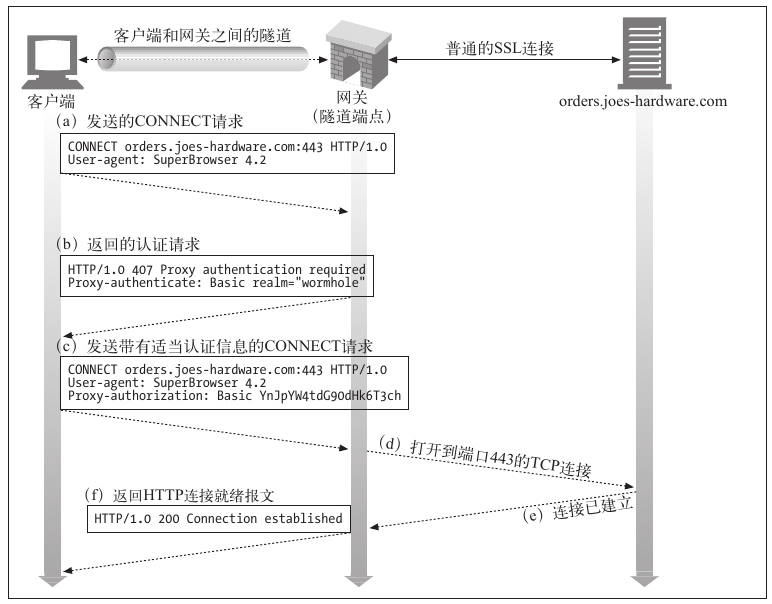 客户端和网关之间的隧道
普通的SSL连接
客户端
网关
（隧道端点）
orders.joes-hardware.com
（a）发送的CONNECT请求
CONNECT orders.joes-hardware.com:443 HTTP/1.0
User-agent: SuperBrowser 4.2
（b）返回的认证请求
HTTP/1.0 407 Proxy authentication required
Proxy-authenticate: Basic realm="wormhole"
（c）发送带有适当认证信息的CONNECT请求
CONNECT orders.joes-hardware.com:443 HTTP/1.0
User-agent: SuperBrowser 4.2
Proxy-authorization: Basic YnJpYW4tdG90dHk6T3ch
（d）打开到端口443的TCP连接
（e）连接已建立
（f）返回HTTP连接就绪报文
HTTP/1.0 200 Connection established